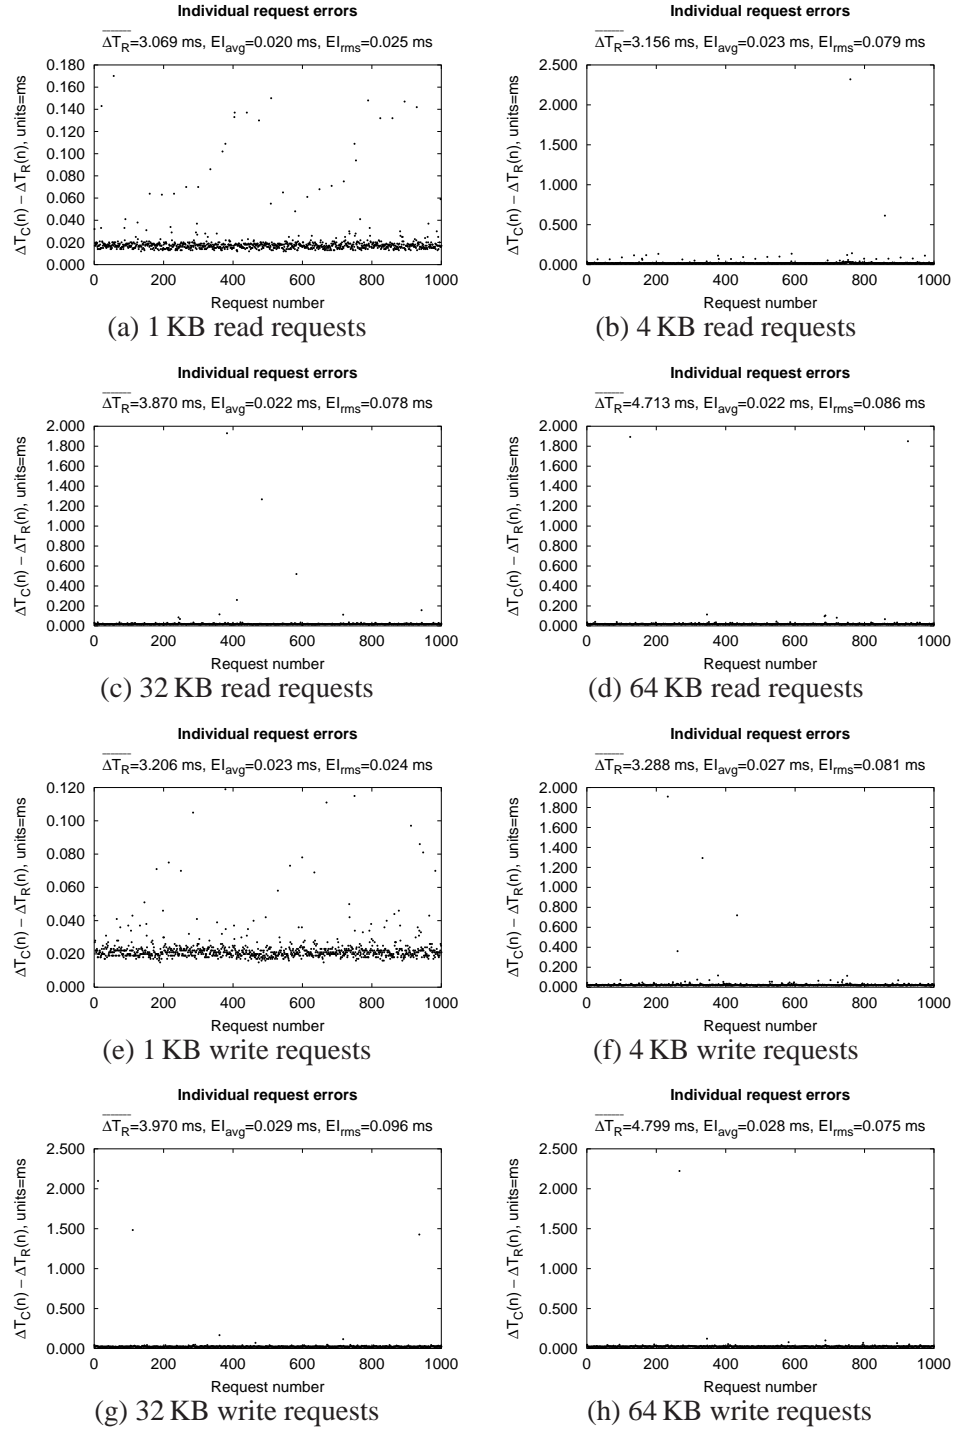 Individual request errors
ΔT_R=3.069 ms, EI_avg=0.020 ms, EI_rms=0.025 ms
0.180
0.160
0.140
0.120
0.100
0.080
0.060
0.040
0.020
0.000
ΔT_C(n) − ΔT_R(n), units=ms
0 200 400 600 800 1000
Request number
(a) 1 KB read requests
Individual request errors
ΔT_R=3.156 ms, EI_avg=0.023 ms, EI_rms=0.079 ms
2.500
2.000
1.500
1.000
0.500
0.000
ΔT_C(n) − ΔT_R(n), units=ms
0 200 400 600 800 1000
Request number
(b) 4 KB read requests
Individual request errors
ΔT_R=3.870 ms, EI_avg=0.022 ms, EI_rms=0.078 ms
2.000
1.800
1.600
1.400
1.200
1.000
0.800
0.600
0.400
0.200
0.000
ΔT_C(n) − ΔT_R(n), units=ms
0 200 400 600 800 1000
Request number
(c) 32 KB read requests
Individual request errors
ΔT_R=4.713 ms, EI_avg=0.022 ms, EI_rms=0.086 ms
2.000
1.800
1.600
1.400
1.200
1.000
0.800
0.600
0.400
0.200
0.000
ΔT_C(n) − ΔT_R(n), units=ms
0 200 400 600 800 1000
Request number
(d) 64 KB read requests
Individual request errors
ΔT_R=3.206 ms, EI_avg=0.023 ms, EI_rms=0.024 ms
0.120
0.100
0.080
0.060
0.040
0.020
0.000
ΔT_C(n) − ΔT_R(n), units=ms
0 200 400 600 800 1000
Request number
(e) 1 KB write requests
Individual request errors
ΔT_R=3.288 ms, EI_avg=0.027 ms, EI_rms=0.081 ms
2.000
1.800
1.600
1.400
1.200
1.000
0.800
0.600
0.400
0.200
0.000
ΔT_C(n) − ΔT_R(n), units=ms
0 200 400 600 800 1000
Request number
(f) 4 KB write requests
Individual request errors
ΔT_R=3.970 ms, EI_avg=0.029 ms, EI_rms=0.096 ms
2.500
2.000
1.500
1.000
0.500
0.000
ΔT_C(n) − ΔT_R(n), units=ms
0 200 400 600 800 1000
Request number
(g) 32 KB write requests
Individual request errors
ΔT_R=4.799 ms, EI_avg=0.028 ms, EI_rms=0.075 ms
2.500
2.000
1.500
1.000
0.500
0.000
ΔT_C(n) − ΔT_R(n), units=ms
0 200 400 600 800 1000
Request number
(h) 64 KB write requests